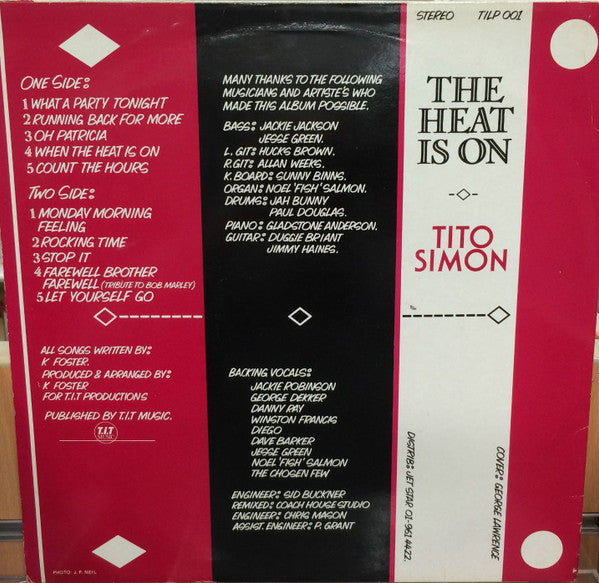 STEREO TILP 001
ONE SIDE:
1 WHAT A PARTY TONIGHT
2 RUNNING BACK FOR MORE
3 OH PATRICIA
4 WHEN THE HEAT IS ON
5 COUNT THE HOURS
TWO SIDE:
1 MONDAY MORNING
FEELING
2 ROCKING TIME
3 STOP IT
4 FAREWELL BROTHER
FAREWELL (TRIBUTE TO BOB MARLEY)
5 LET YOURSELF GO
ALL SONGS WRITTEN BY:
K FOSTER.
PRODUCED & ARRANGED BY:
K FOSTER
FOR T.I.T PRODUCTIONS
PUBLISHED BY T.I.T MUSIC.
T.I.T
MUSIC
PHOTO: J. P. NEYL
MANY THANKS TO THE FOLLOWING
MUSICIANS AND ARTISTE'S WHO
MADE THIS ALBUM POSSIBLE.
BASS: JACKIE JACKSON
JESSE GREEN.
L. GIT: HUCKS BROWN.
R. GIT: ALLAN WEEKS.
K. BOARD: SUNNY BINNS.
ORGAN: NOEL 'FISH' SALMON.
DRUMS: JAH BUNNY
PAUL DOUGLAS.
PIANO: GLADSTONE ANDERSON.
GUITAR: DUGGIE BRIANT
JIMMY HAINES.
BACKING VOCALS:
JACKIE ROBINSON
GEORGE DEKKER
DANNY RAY
WINSTON FRANCIS
DIEGO
DAVE BARKER
JESSE GREEN
NOEL 'FISH' SALMON
THE CHOSEN FEW
ENGINEER: SID BUCKNER
REMIXED: COACH HOUSE STUDIO
ENGINEER: CHRIS MASON
ASSIST. ENGINEER: P. GRANT
THE
HEAT
IS ON
TITO
SIMON
DISTRIB: JET STAR 01-961 4422.
COVER: GEORGE LAWRENCE